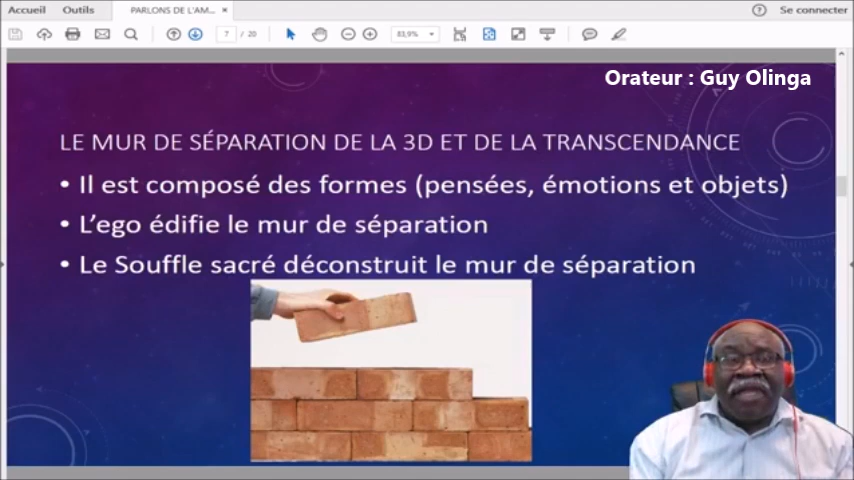 Accueil Outils PARLONS DE L'AM... × Se connecter
7 / 20 83,9%
Orateur : Guy Olinga
LE MUR DE SÉPARATION DE LA 3D ET DE LA TRANSCENDANCE
• Il est composé des formes (pensées, émotions et objets)
• L'ego édifie le mur de séparation
• Le Souffle sacré déconstruit le mur de séparation